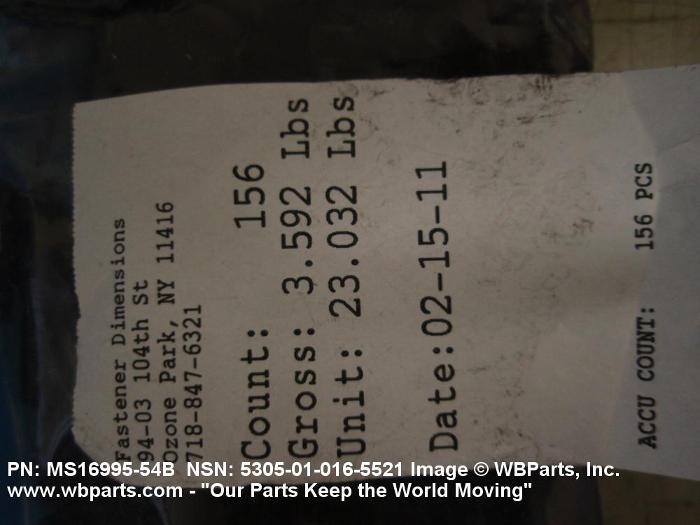 Fastener Dimensions
94-03 104th St
Ozone Park, NY 11416
718-847-6321
Count: 156
Gross: 3.592 Lbs
Unit: 23.032 Lbs
Date:02-15-11
ACCU COUNT: 156 PCS
PN: MS16995-54B NSN: 5305-01-016-5521 Image © WBParts, Inc.
www.wbparts.com - "Our Parts Keep the World Moving"